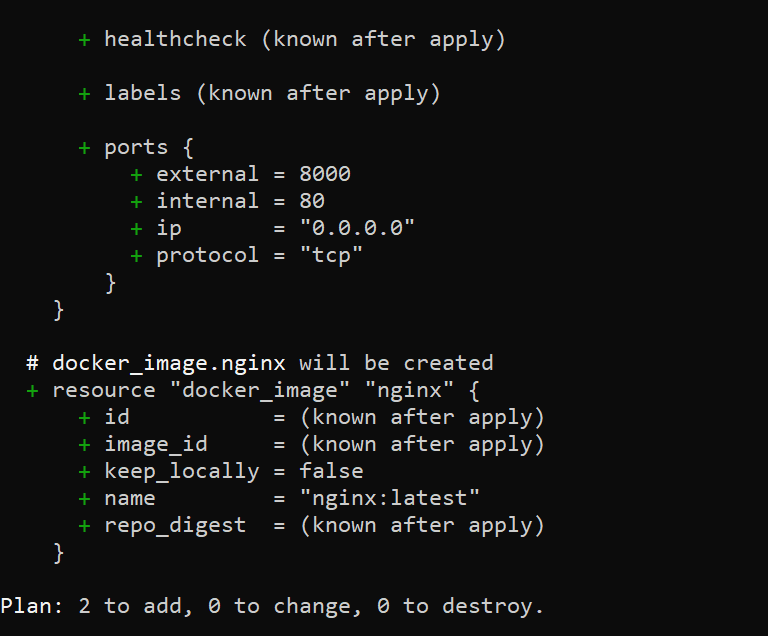 + healthcheck (known after apply)
+ labels (known after apply)
+ ports {
+ external = 8000
+ internal = 80
+ ip       = "0.0.0.0"
+ protocol = "tcp"
}
}
# docker_image.nginx will be created
+ resource "docker_image" "nginx" {
+ id           = (known after apply)
+ image_id     = (known after apply)
+ keep_locally = false
+ name         = "nginx:latest"
+ repo_digest  = (known after apply)
}
Plan: 2 to add, 0 to change, 0 to destroy.